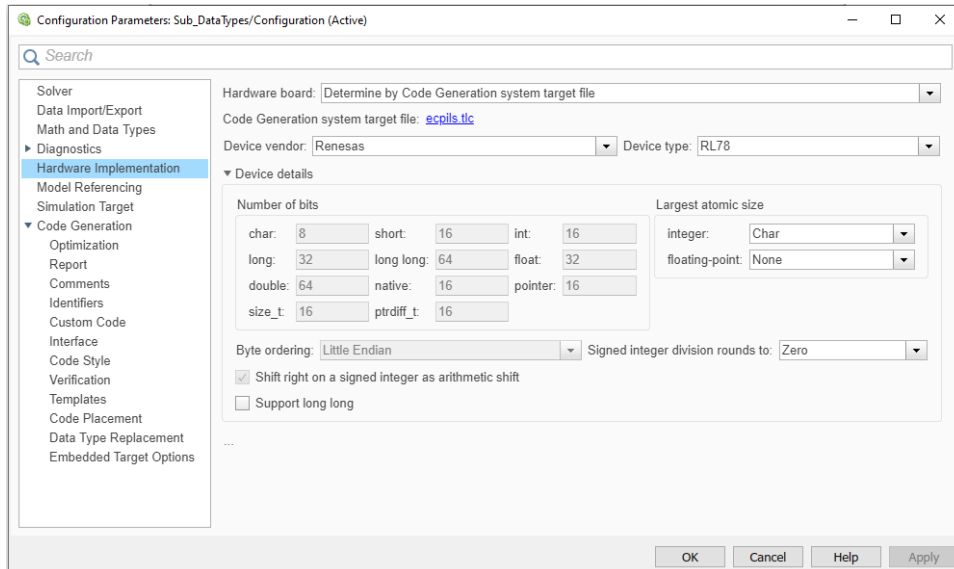 Configuration Parameters: Sub_DataTypes/Configuration (Active)
Search
Solver
Data Import/Export
Math and Data Types
Diagnostics
Hardware Implementation
Model Referencing
Simulation Target
Code Generation
Optimization
Report
Comments
Identifiers
Custom Code
Interface
Code Style
Verification
Templates
Code Placement
Data Type Replacement
Embedded Target Options
Hardware board: Determine by Code Generation system target file
Code Generation system target file: ecpils.tlc
Device vendor: Renesas Device type: RL78
Device details
Number of bits Largest atomic size
char: 8 short: 16 int: 16 integer: Char
long: 32 long long: 64 float: 32 floating-point: None
double: 64 native: 16 pointer: 16
size_t: 16 ptrdiff_t: 16
Byte ordering: Little Endian Signed integer division rounds to: Zero
Shift right on a signed integer as arithmetic shift
Support long long
...
OK Cancel Help Apply